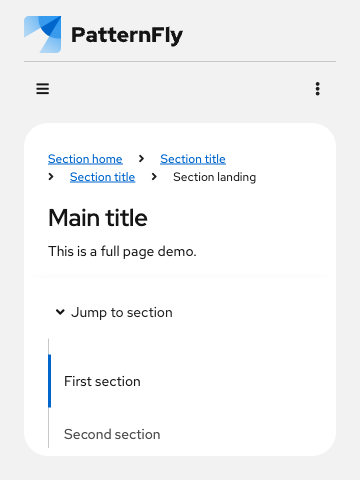 PatternFly
Section home > Section title
> Section title > Section landing
Main title
This is a full page demo.
Jump to section
First section
Second section